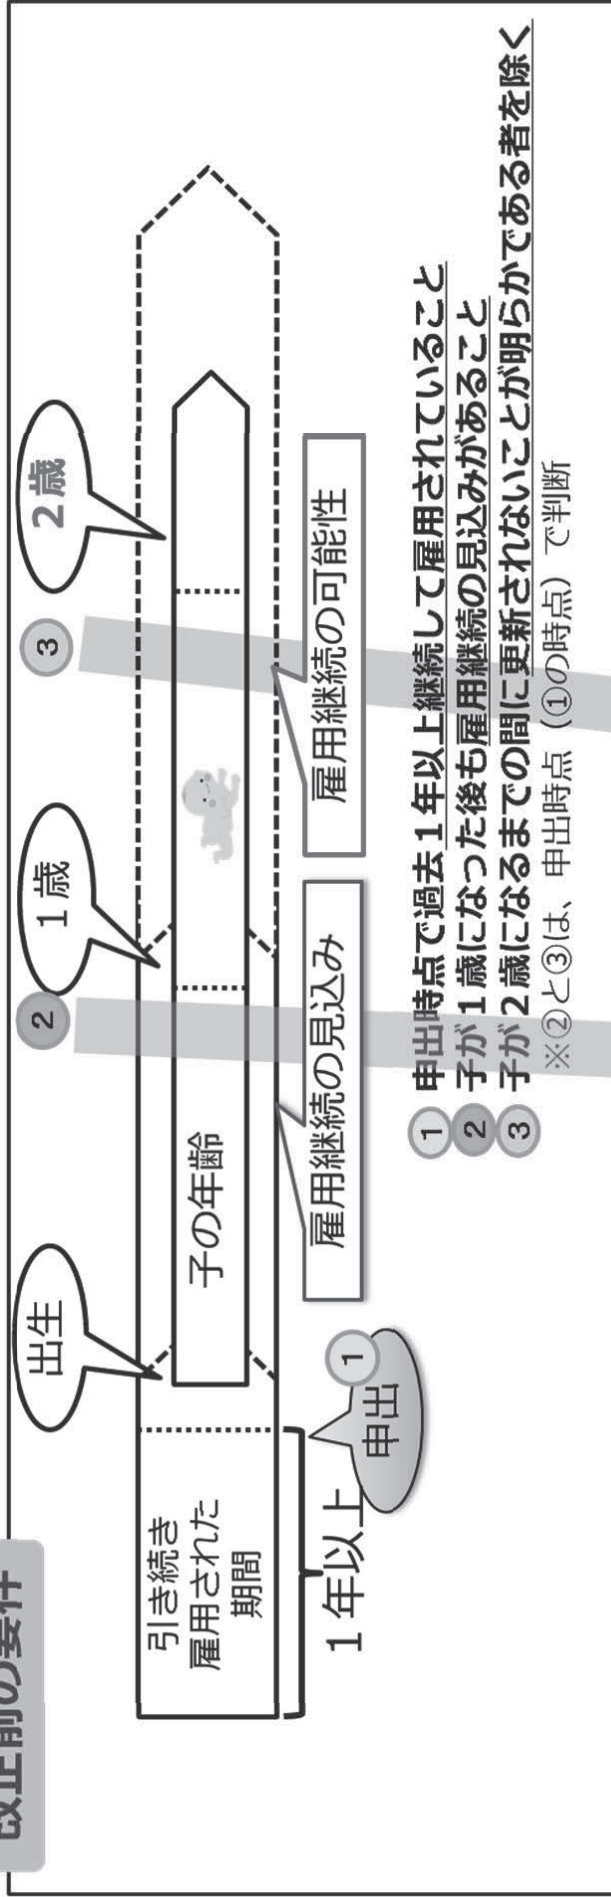 改正前の要件
出生
1歳
2
2歳
3
引き続き
雇用された
期間
子の年齢
1年以上
申出
1
雇用継続の見込み
雇用継続の可能性
1 申出時点で過去1年以上継続して雇用されていること
2 子が1歳になった後も雇用継続の見込みがあること
3 子が2歳になるまでの間に更新されないことが明らかである者を除く
※②と③は、申出時点（①の時点）で判断